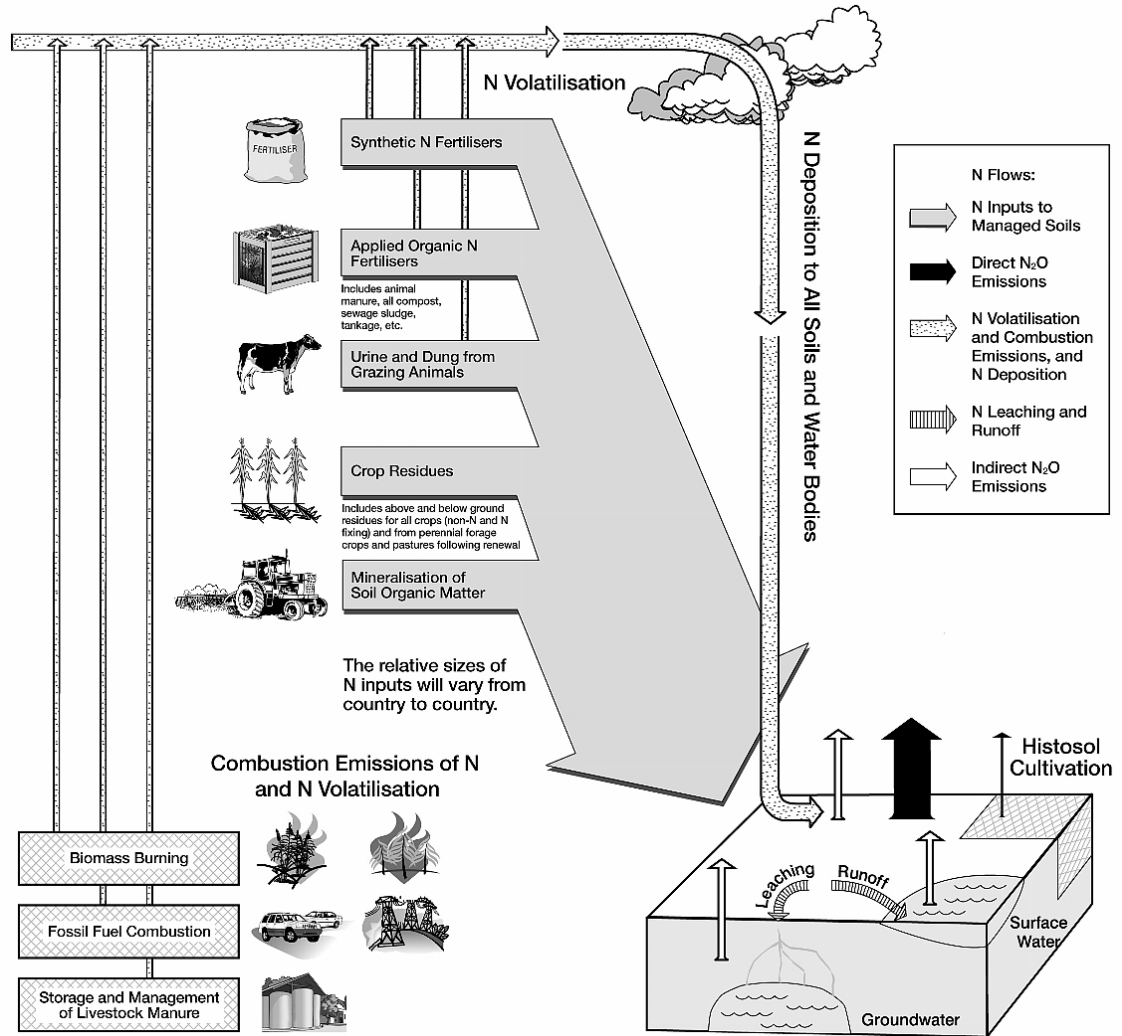 N Volatilisation
FERTILISER
Synthetic N Fertilisers
Applied Organic N
Fertilisers
Includes animal
manure, all compost,
sewage sludge,
tankage, etc.
Urine and Dung from
Grazing Animals
Crop Residues
Includes above and below ground
residues for all crops (non-N and N
fixing) and from perennial forage
crops and pastures following renewal
Mineralisation of
Soil Organic Matter
The relative sizes of
N inputs will vary from
country to country.
N Deposition to All Soils and Water Bodies
N Flows:
N Inputs to
Managed Soils
Direct N₂O
Emissions
N Volatilisation
and Combustion
Emissions, and
N Deposition
N Leaching and
Runoff
Indirect N₂O
Emissions
Combustion Emissions of N
and N Volatilisation
Biomass Burning
Fossil Fuel Combustion
Storage and Management
of Livestock Manure
Histosol
Cultivation
Leaching
Runoff
Surface
Water
Groundwater